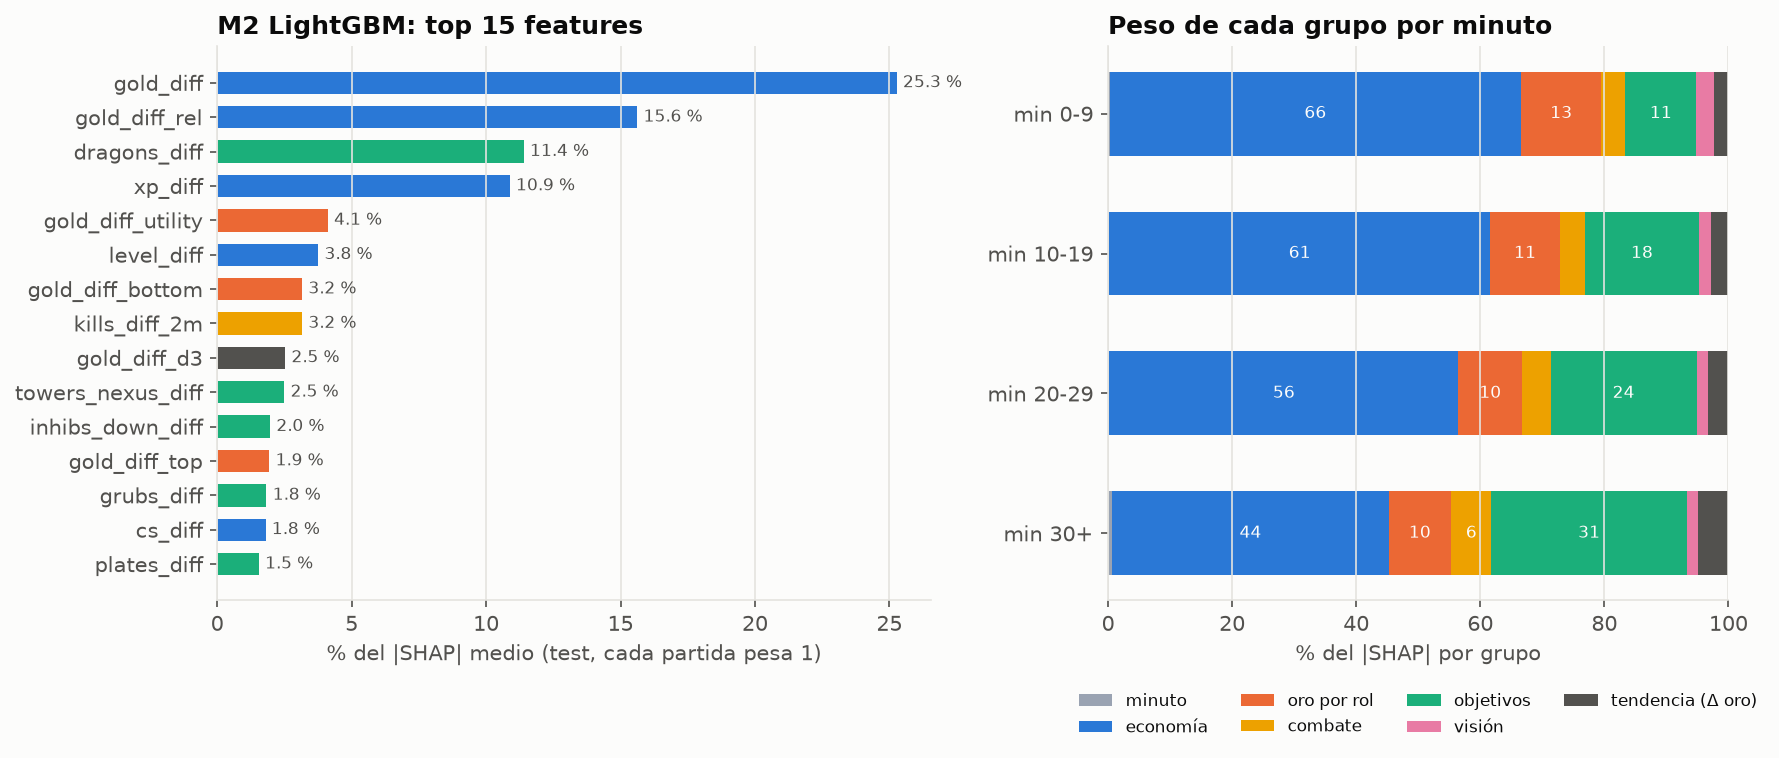 M2 LightGBM: top 15 features
gold_diff 25.3 %
gold_diff_rel 15.6 %
dragons_diff 11.4 %
xp_diff 10.9 %
gold_diff_utility 4.1 %
level_diff 3.8 %
gold_diff_bottom 3.2 %
kills_diff_2m 3.2 %
gold_diff_d3 2.5 %
towers_nexus_diff 2.5 %
inhibs_down_diff 2.0 %
gold_diff_top 1.9 %
grubs_diff 1.8 %
cs_diff 1.8 %
plates_diff 1.5 %
0 5 10 15 20 25
% del |SHAP| medio (test, cada partida pesa 1)
Peso de cada grupo por minuto
min 0-9 66 13 11
min 10-19 61 11 18
min 20-29 56 10 24
min 30+ 44 10 6 31
0 20 40 60 80 100
% del |SHAP| por grupo
minuto oro por rol objetivos tendencia (Δ oro)
economía combate visión